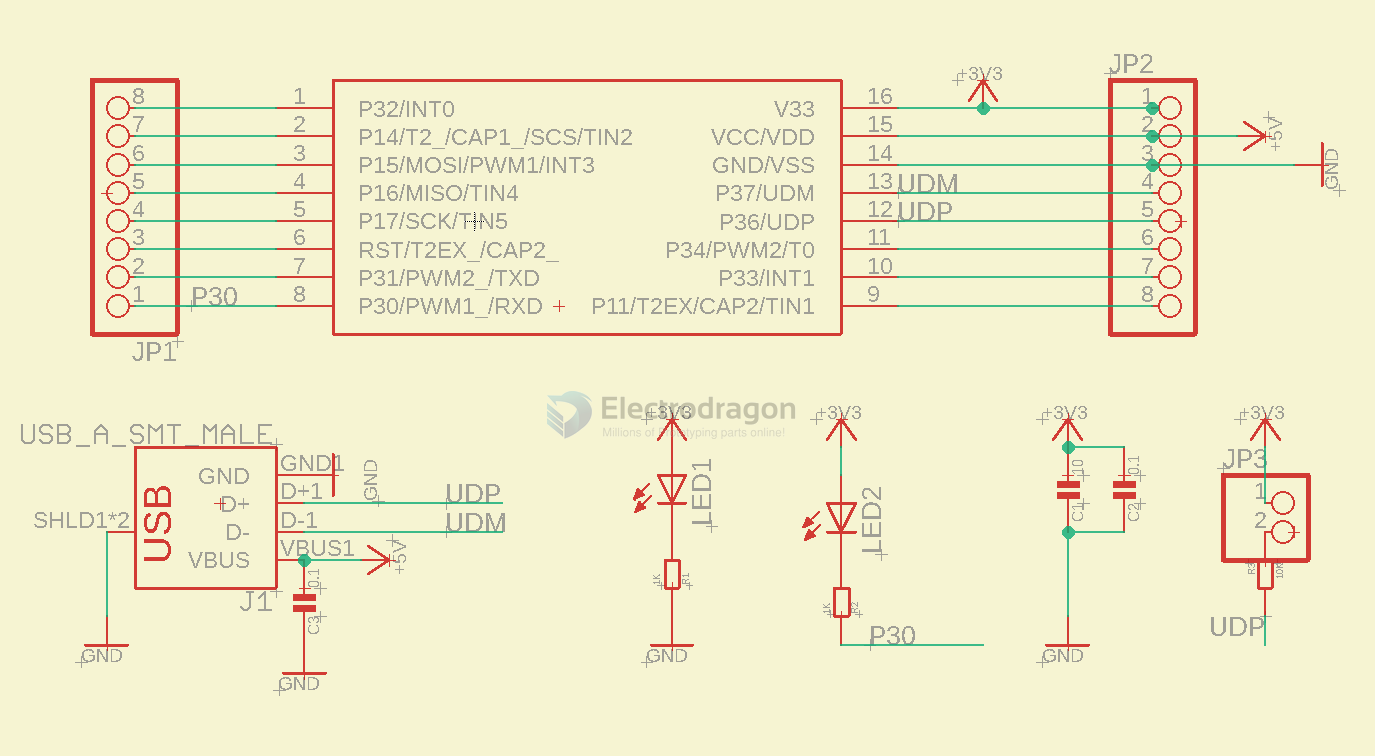 JP2
+3V3
8 1 P32/INT0 V33 16 1
7 2 P14/T2_/CAP1_/SCS/TIN2 VCC/VDD 15 2 +5V
6 3 P15/MOSI/PWM1/INT3 GND/VSS 14 3 GND
5 4 P16/MISO/TIN4 P37/UDM 13 UDM 4
4 5 P17/SCK/TIN5 P36/UDP 12 UDP 5
3 6 RST/T2EX_/CAP2_ P34/PWM2/T0 11 6
2 7 P31/PWM2_/TXD P33/INT1 10 7
1 P30 8 P30/PWM1_/RXD P11/T2EX/CAP2/TIN1 9 8
JP1
Electrodragon
Millions of Prototyping parts online!
USB_A_SMT_MALE
USB
GND GND1 GND
D+ D+1 UDP
D- D-1 UDM
SHLD1*2
VBUS VBUS1 +5V
J1
0.1
C3
GND
GND
+3V3
LED1
1K R1
GND
+3V3
LED2
1K R2
P30
+3V3
10 0.1
C1 C2
GND
+3V3
JP3
1
2
R3 10K
UDP